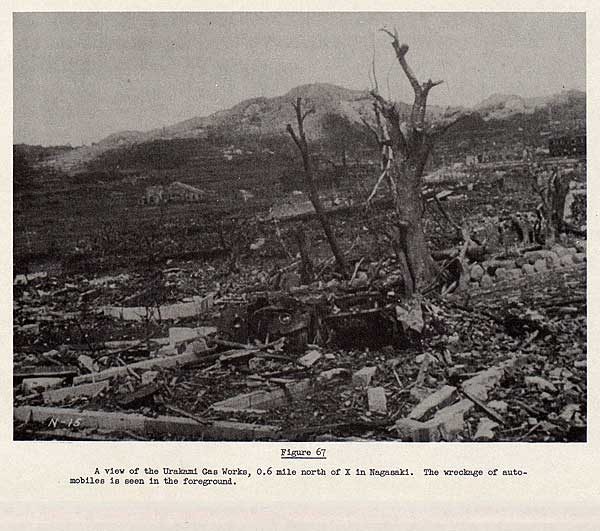 N-15
Figure 67
A view of the Urakami Gas Works, 0.6 mile north of X in Nagasaki. The wreckage of auto-
mobiles is seen in the foreground.